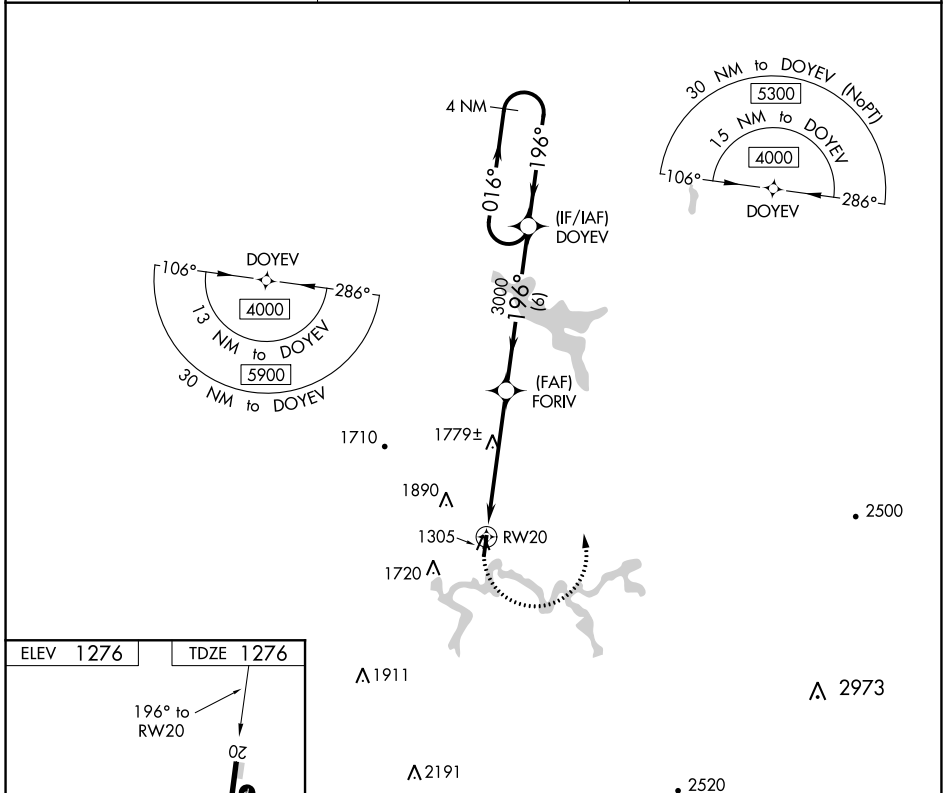 30 NM to DOYEV (NoPT)
5300
15 NM to DOYEV
4000
106°
286°
DOYEV
4 NM
196°
016°
(IF/IAF)
DOYEV
3000
196°
(6)
DOYEV
106°
286°
4000
13 NM to DOYEV
5900
30 NM to DOYEV
(FAF)
FORIV
1710
1779±
1890
2500
1305
RW20
1720
ELEV 1276
TDZE 1276
1911
2973
196° to
RW20
20
2191
2520